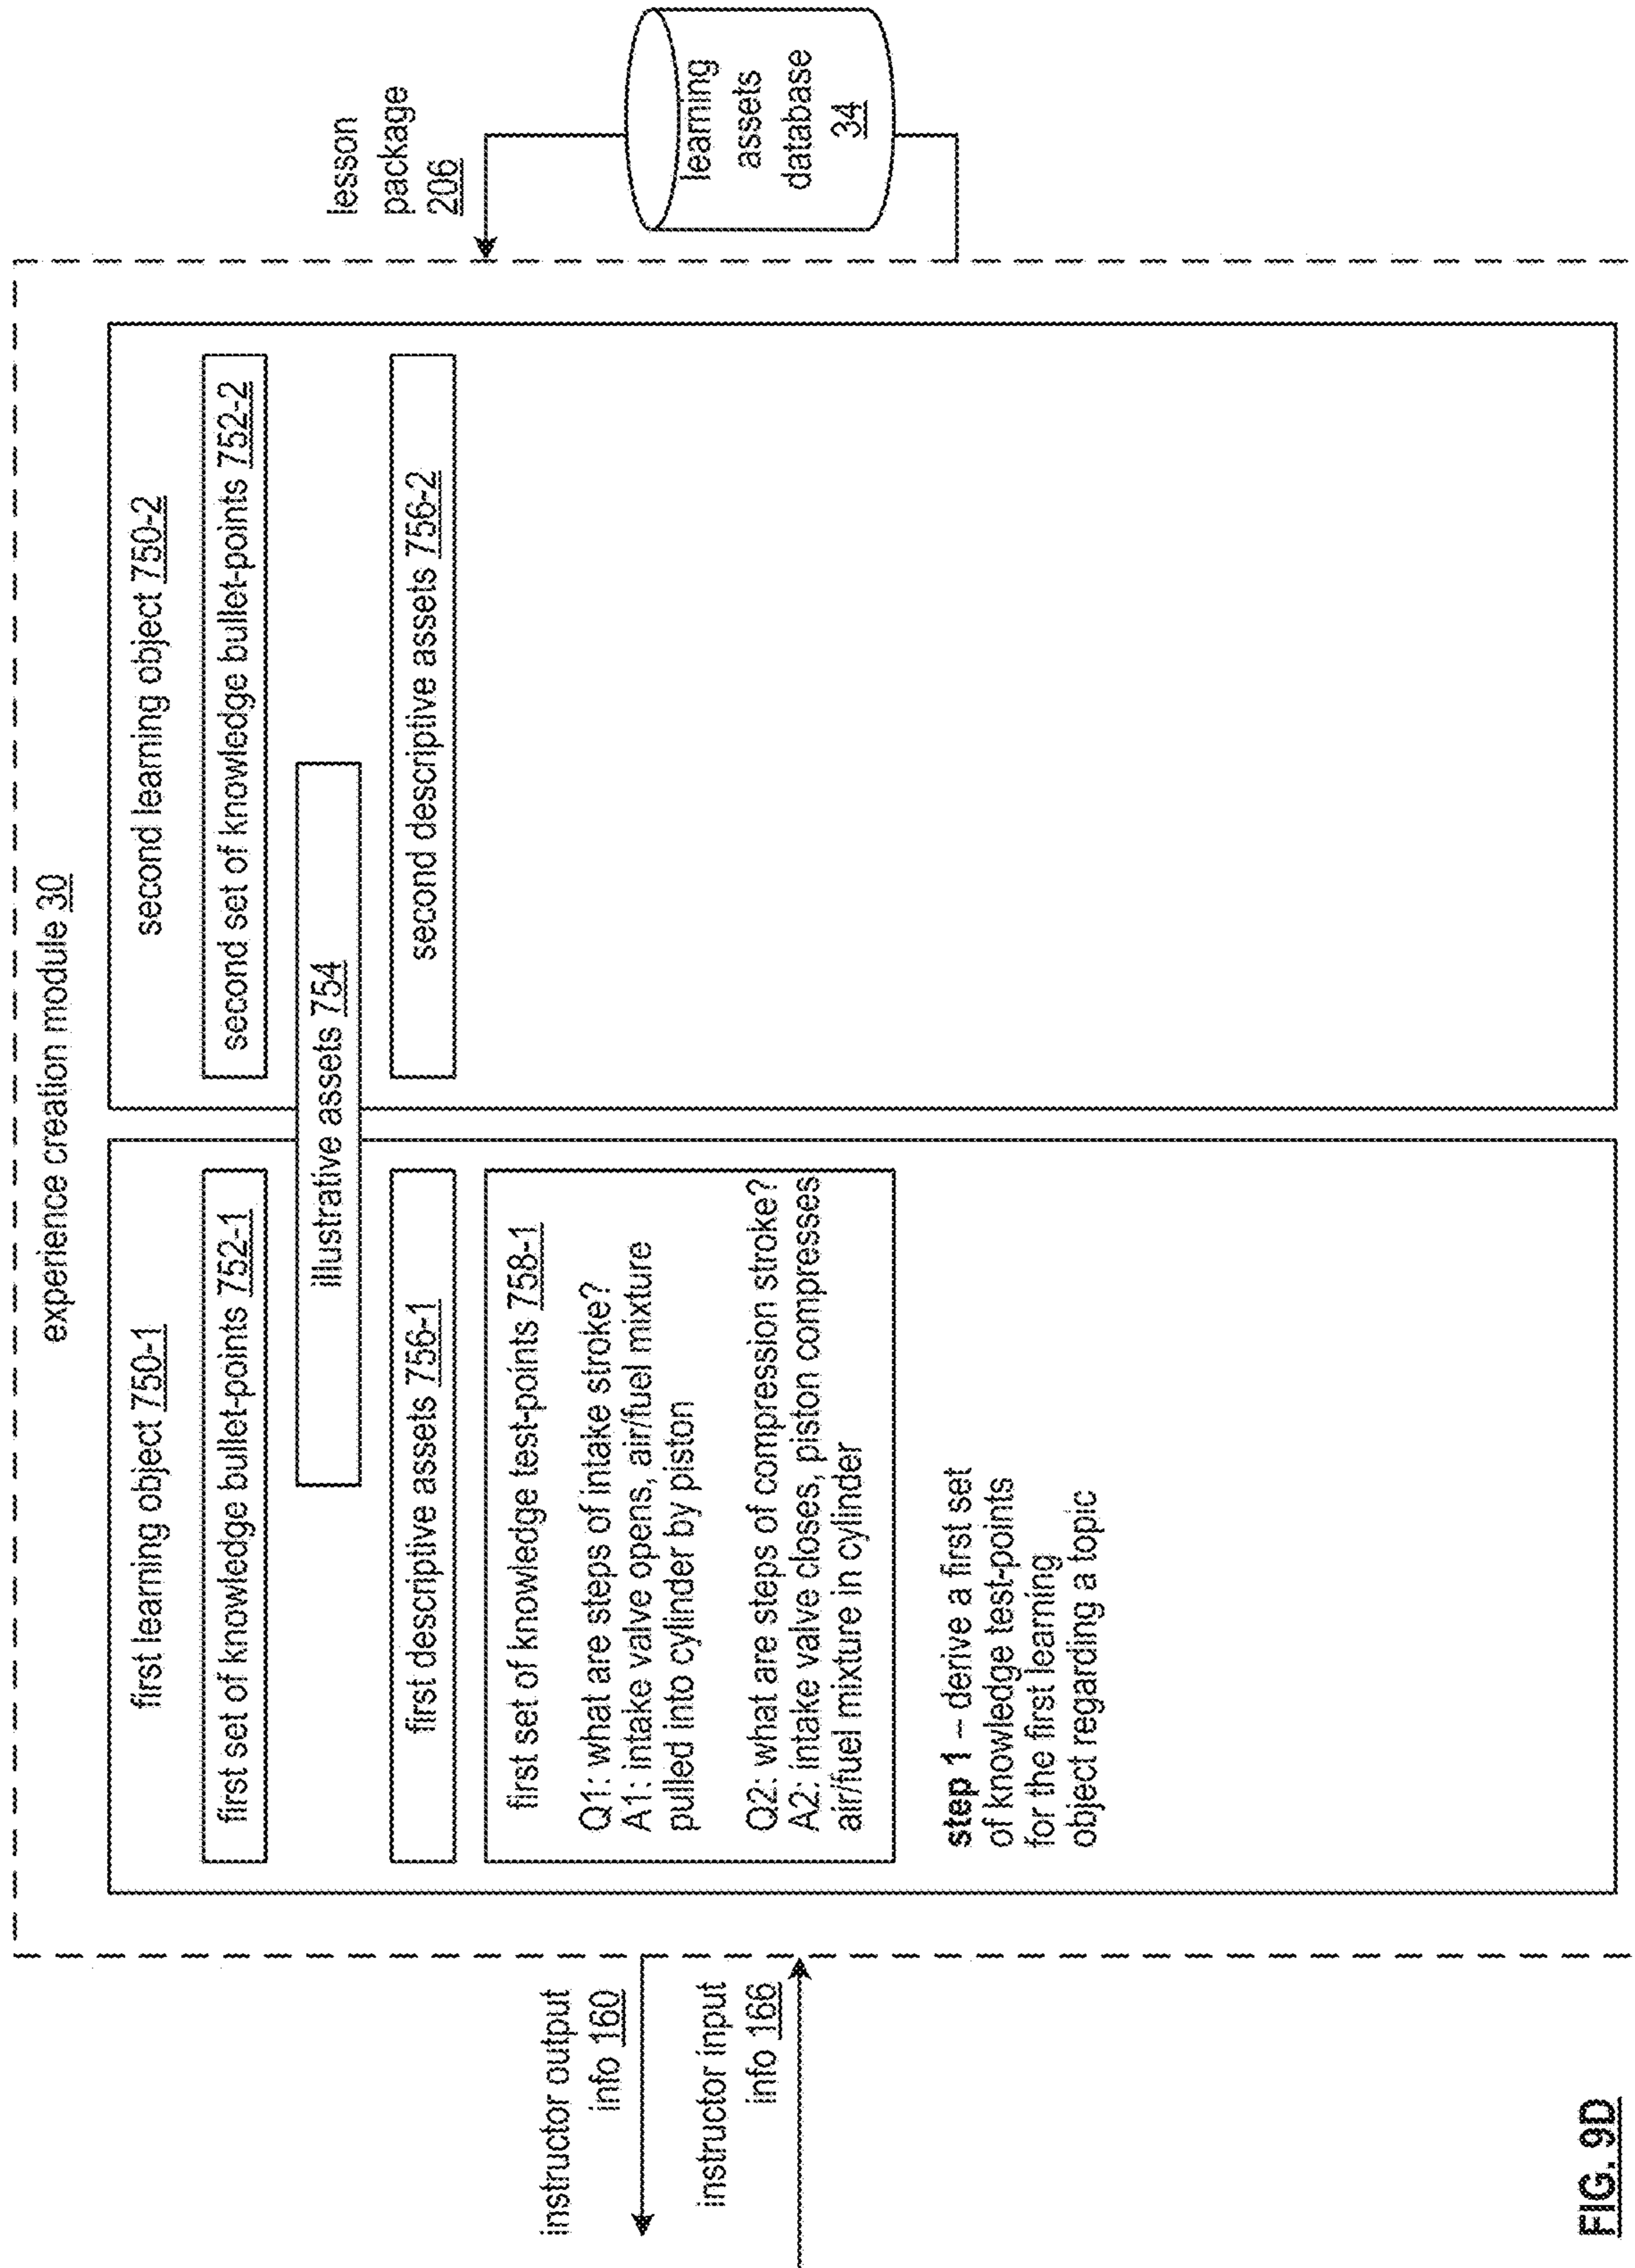 experience creation module 30
first learning object 750-1
first set of knowledge bullet-points 752-1
second learning object 750-2
second set of knowledge bullet-points 752-2
illustrative assets 754
first descriptive assets 756-1
second descriptive assets 756-2
first set of knowledge test-points 758-1
Q1: what are steps of intake stroke?
A1: intake valve opens, air/fuel mixture
pulled into cylinder by piston
Q2: what are steps of compression stroke?
A2: intake valve closes, piston compresses
air/fuel mixture in cylinder
step 1 -- derive a first set
of knowledge test-points
for the first learning
object regarding a topic
instructor output
info 160
instructor input
info 166
lesson
package
206
learning
assets
database
34
FIG. 9D